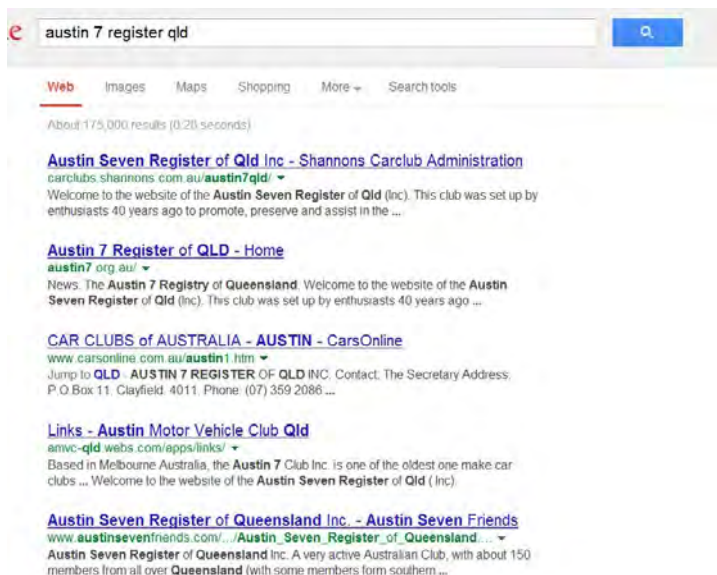 e austin 7 register qld
Web Images Maps Shopping More Search tools
About 175,000 results (0.28 seconds)
Austin Seven Register of Qld Inc - Shannons Carclub Administration
carclubs.shannons.com.au/austin7qld/
Welcome to the website of the Austin Seven Register of Qld (Inc). This club was set up by
enthusiasts 40 years ago to promote, preserve and assist in the ...
Austin 7 Register of QLD - Home
austin7.org.au/
News. The Austin 7 Registry of Queensland. Welcome to the website of the Austin
Seven Register of Qld (Inc). This club was set up by enthusiasts 40 years ago ...
CAR CLUBS of AUSTRALIA - AUSTIN - CarsOnline
www.carsonline.com.au/austin1.htm
Jump to QLD - AUSTIN 7 REGISTER OF QLD INC. Contact: The Secretary Address:
P.O.Box 11. Clayfield. 4011. Phone: (07) 359 2086 ...
Links - Austin Motor Vehicle Club Qld
amvc-qld.webs.com/apps/links/
Based in Melbourne Australia, the Austin 7 Club Inc. is one of the oldest one make car
clubs ... Welcome to the website of the Austin Seven Register of Qld ( Inc).
Austin Seven Register of Queensland Inc. - Austin Seven Friends
www.austinsevenfriends.com/.../Austin_Seven_Register_of_Queensland....
Austin Seven Register of Queensland Inc. A very active Australian Club, with about 150
members from all over Queensland (with some members form southern ...